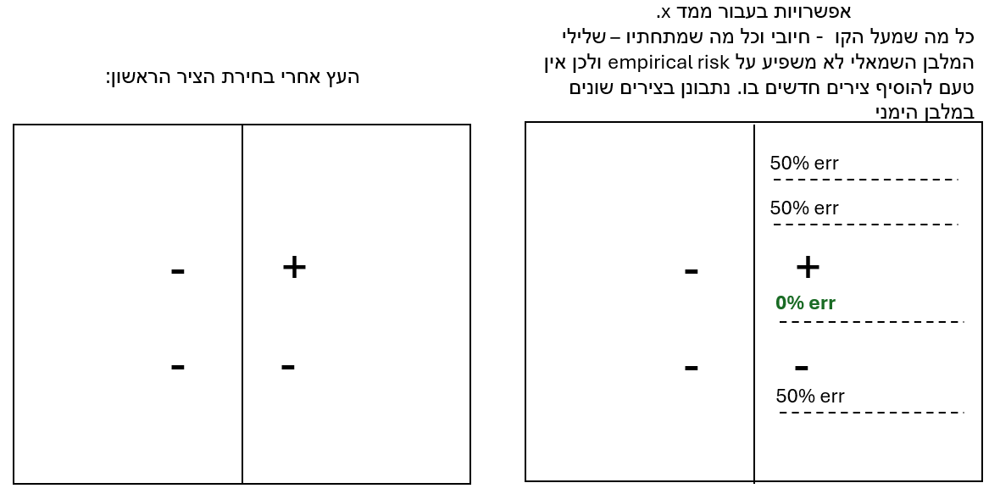 אפשרויות בעבור ממד x.
כל מה שמעל הקו - חיובי וכל מה שמתחתיו – שלילי
המלבן השמאלי לא משפיע על empirical risk ולכן אין
טעם להוסיף צירים חדשים בו. נתבונן בצירים שונים
במלבן הימני
העץ אחרי בחירת הציר הראשון:
50% err
50% err
- +
0% err
- -
50% err
- +
- -